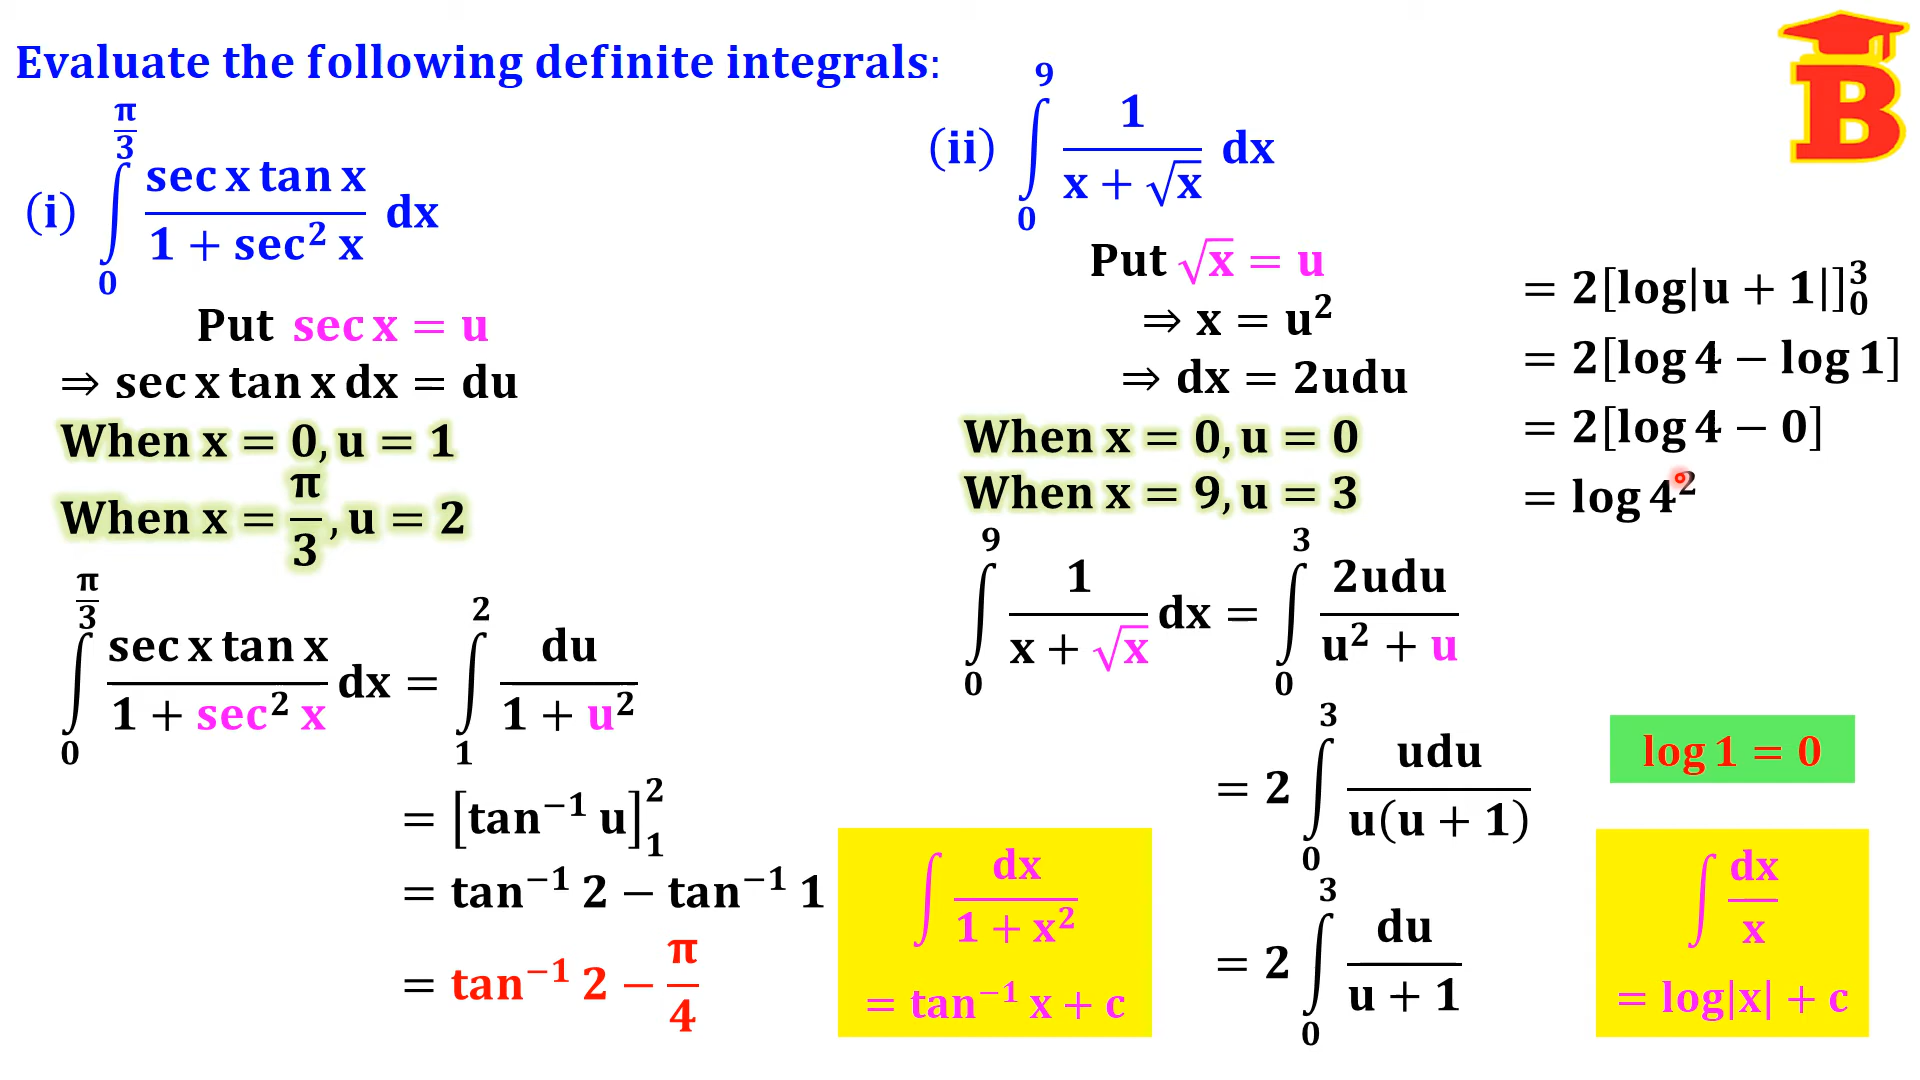 Evaluate the following definite integrals:
(i) ∫₀^(π/3) (sec x tan x)/(1 + sec² x) dx
Put sec x = u
⇒ sec x tan x dx = du
When x = 0, u = 1
When x = π/3, u = 2
∫₀^(π/3) (sec x tan x)/(1 + sec² x) dx = ∫₁² du/(1 + u²)
= [tan⁻¹ u]₁²
= tan⁻¹ 2 − tan⁻¹ 1
= tan⁻¹ 2 − π/4
∫ dx/(1 + x²)
= tan⁻¹ x + c
(ii) ∫₀⁹ 1/(x + √x) dx
Put √x = u
⇒ x = u²
⇒ dx = 2udu
When x = 0, u = 0
When x = 9, u = 3
∫₀⁹ 1/(x + √x) dx = ∫₀³ 2udu/(u² + u)
= 2 ∫₀³ udu/(u(u + 1))
= 2 ∫₀³ du/(u + 1)
= 2[log|u + 1|]₀³
= 2[log 4 − log 1]
= 2[log 4 − 0]
= log 4²
log 1 = 0
∫ dx/x
= log|x| + c
B